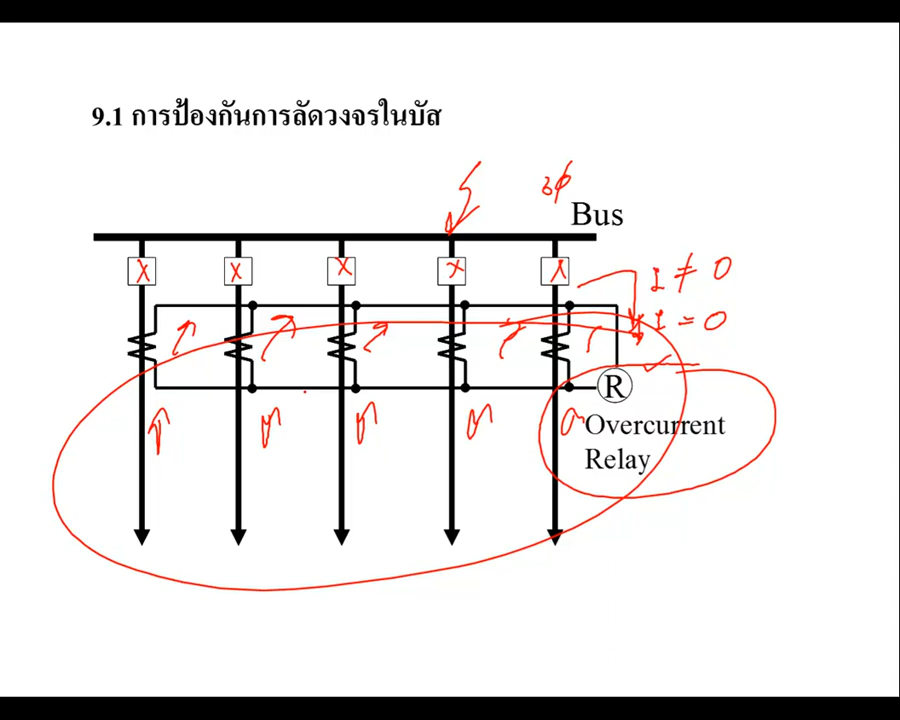 9.1 การป้องกันการลัดวงจรในบัส
3φ
Bus
X X X X X
I ≠ 0
I = 0
R
Overcurrent
Relay